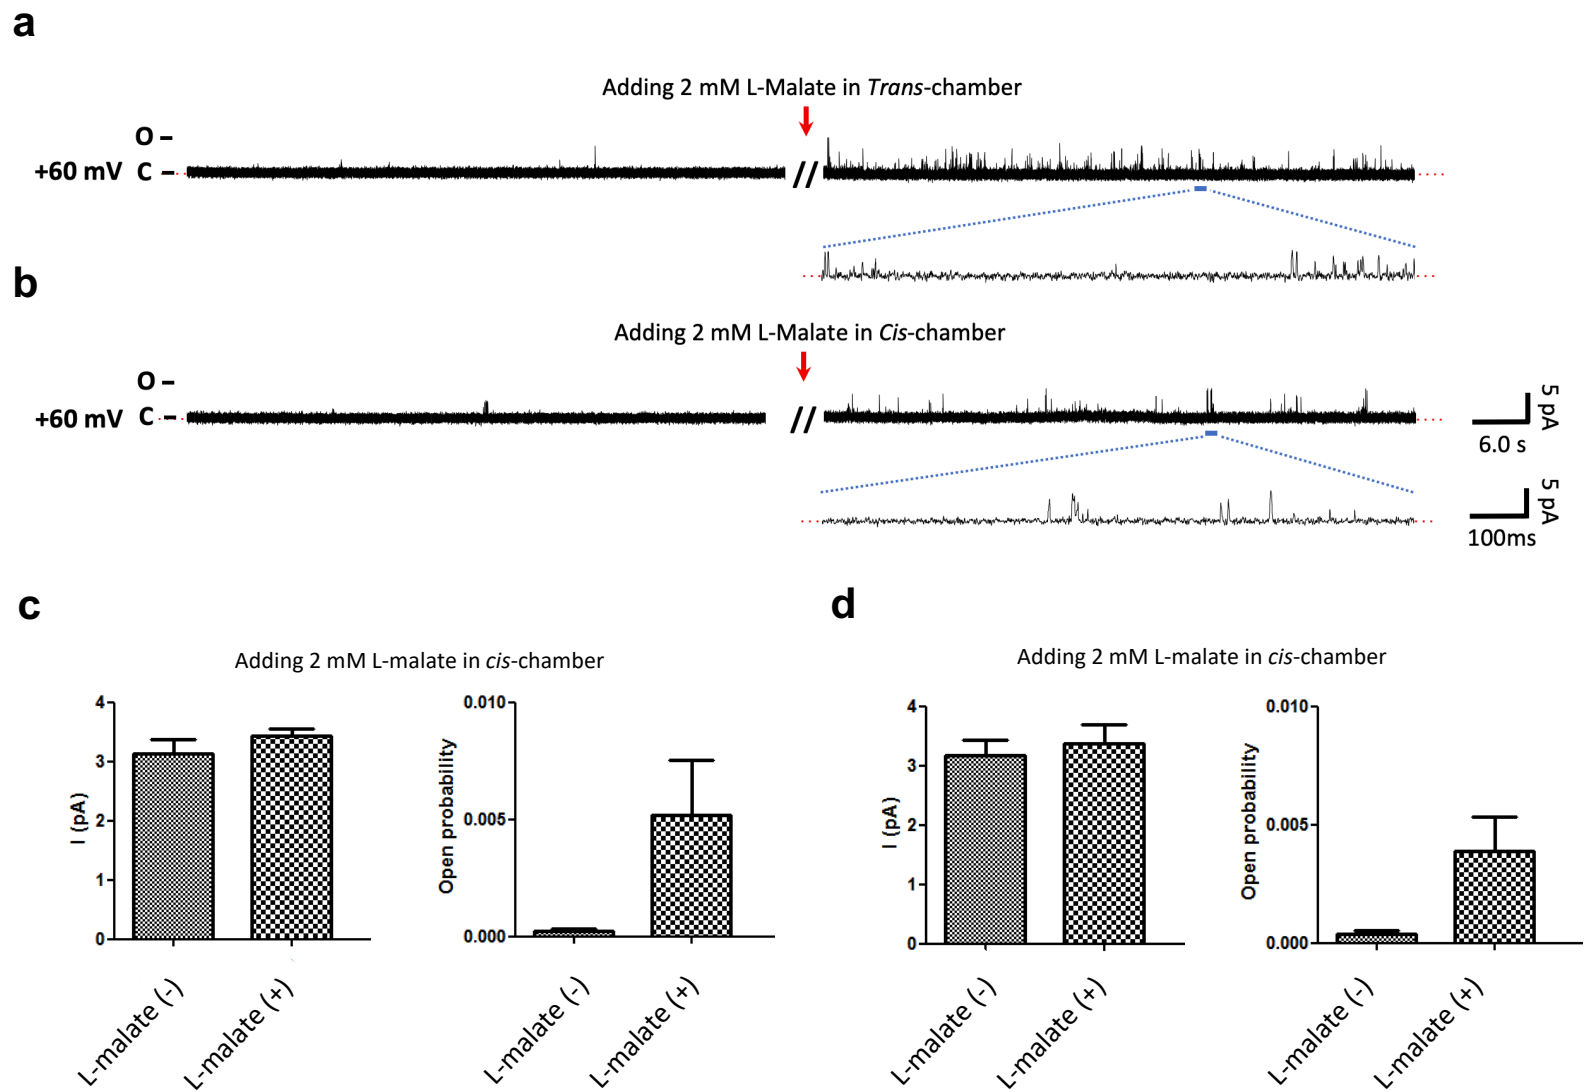 a
Adding 2 mM L-Malate in Trans-chamber
O –
+60 mV C –
//
b
Adding 2 mM L-Malate in Cis-chamber
O –
+60 mV C –
//
5 pA
6.0 s
5 pA
100ms
c
d
Adding 2 mM L-malate in cis-chamber
Adding 2 mM L-malate in cis-chamber
I (pA)
4
3
2
1
0
L-malate (-)
L-malate (+)
Open probability
0.010
0.005
0.000
L-malate (-)
L-malate (+)
I (pA)
4
3
2
1
0
L-malate (-)
L-malate (+)
Open probability
0.010
0.005
0.000
L-malate (-)
L-malate (+)